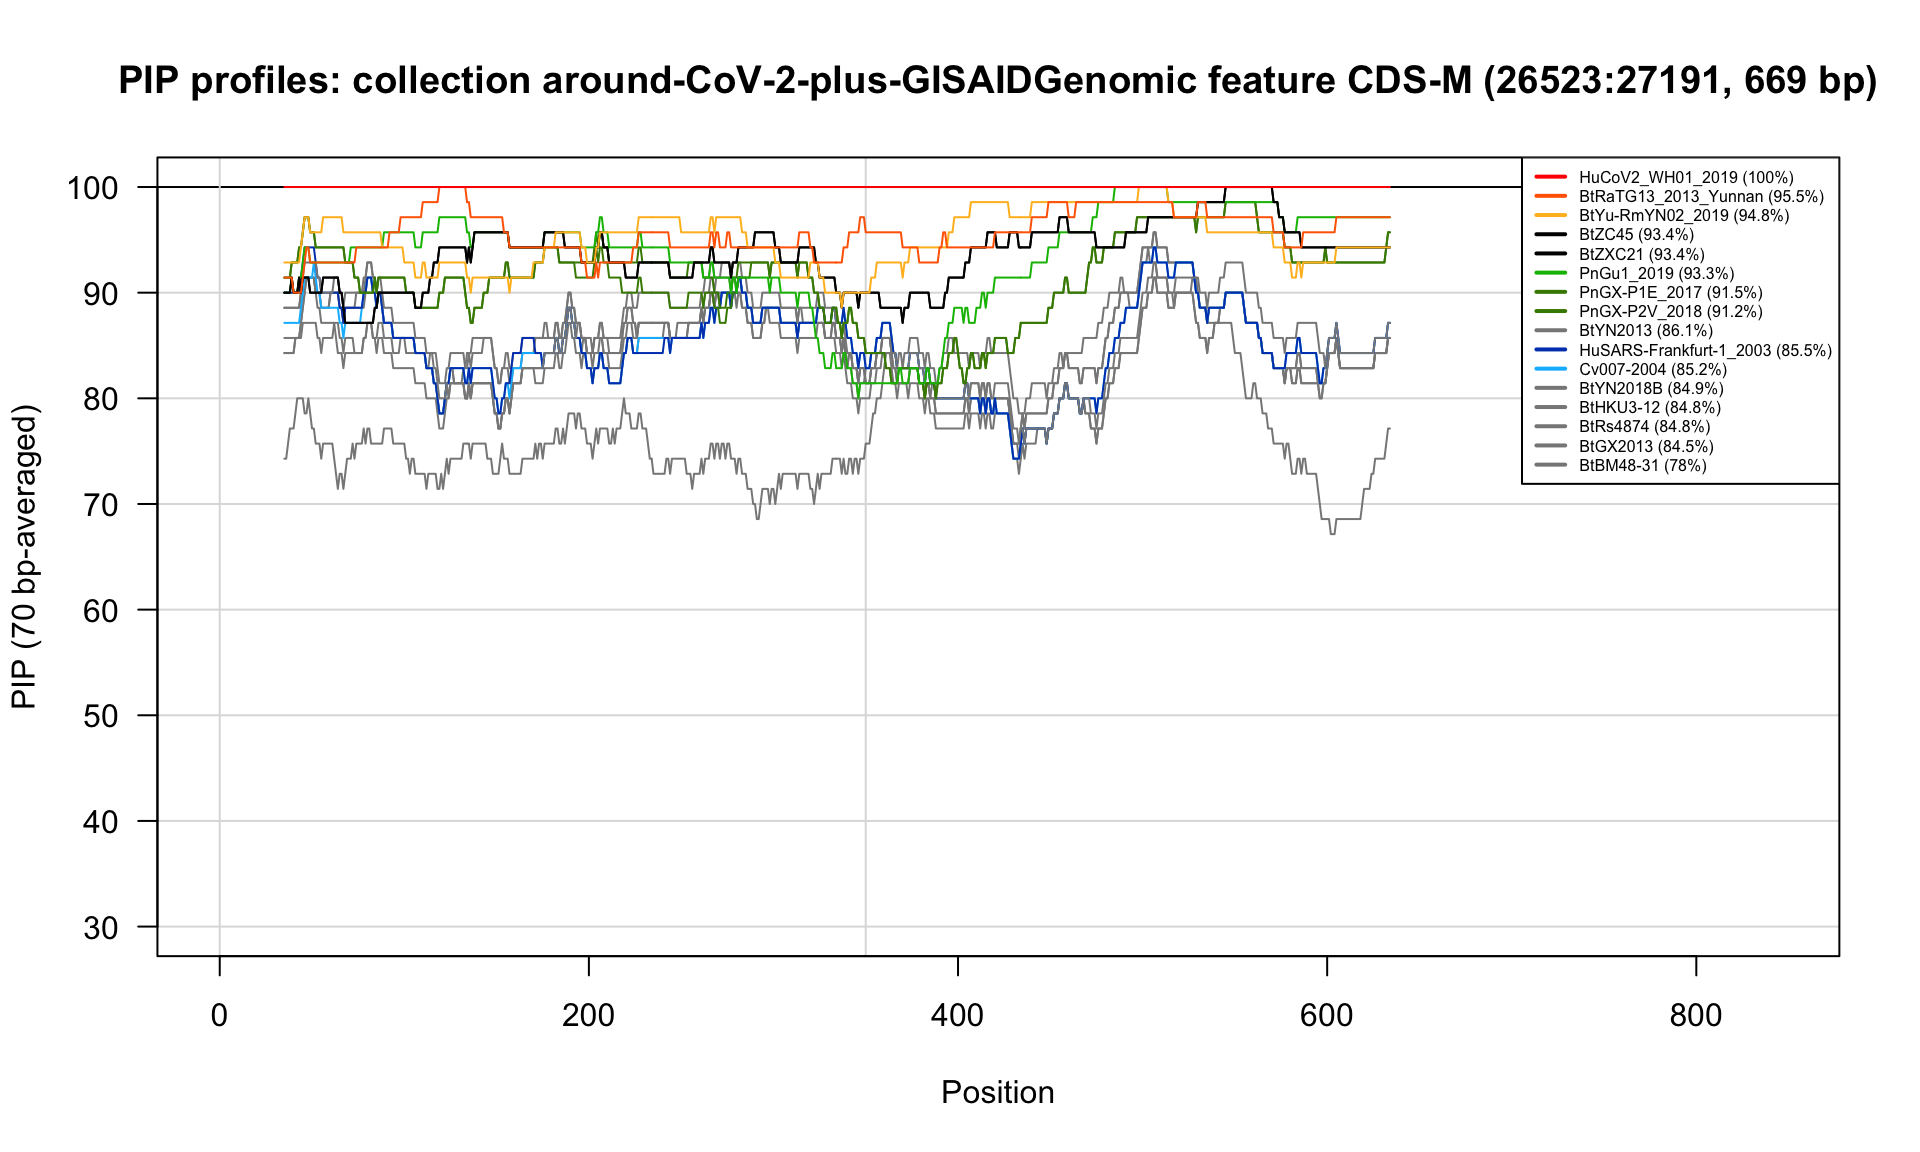 PIP profiles: collection around-CoV-2-plus-GISAIDGenomic feature CDS-M (26523:27191, 669 bp)
PIP (70 bp-averaged)
100
90
80
70
60
50
40
30
0
200
400
600
800
Position
HuCoV2_WH01_2019 (100%)
BtRaTG13_2013_Yunnan (95.5%)
BtYu-RmYN02_2019 (94.8%)
BtZC45 (93.4%)
BtZXC21 (93.4%)
PnGu1_2019 (93.3%)
PnGX-P1E_2017 (91.5%)
PnGX-P2V_2018 (91.2%)
BtYN2013 (86.1%)
HuSARS-Frankfurt-1_2003 (85.5%)
Cv007-2004 (85.2%)
BtYN2018B (84.9%)
BtHKU3-12 (84.8%)
BtRs4874 (84.8%)
BtGX2013 (84.5%)
BtBM48-31 (78%)